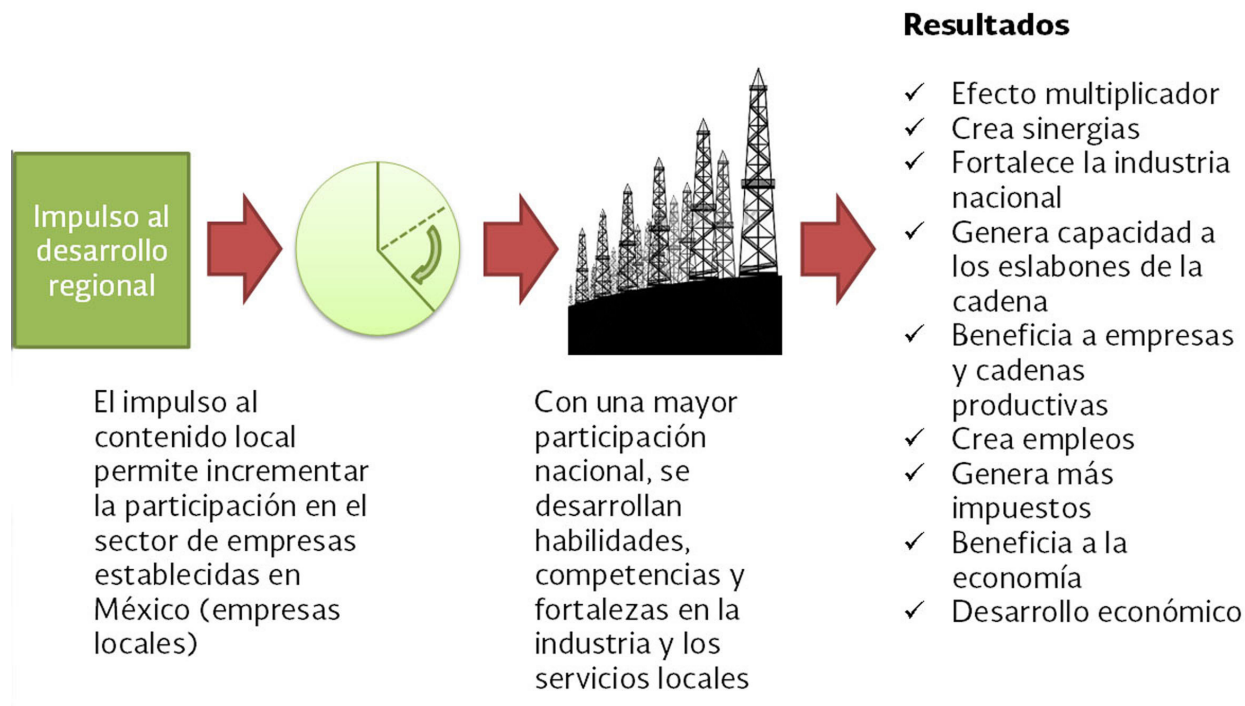 Impulso al
desarrollo
regional
El impulso al
contenido local
permite incrementar
la participación en el
sector de empresas
establecidas en
México (empresas
locales)
Con una mayor
participación
nacional, se
desarrollan
habilidades,
competencias y
fortalezas en la
industria y los
servicios locales
Resultados
✓ Efecto multiplicador
✓ Crea sinergias
✓ Fortalece la industria
nacional
✓ Genera capacidad a
los eslabones de la
cadena
✓ Beneficia a empresas
y cadenas
productivas
✓ Crea empleos
✓ Genera más
impuestos
✓ Beneficia a la
economía
✓ Desarrollo económico